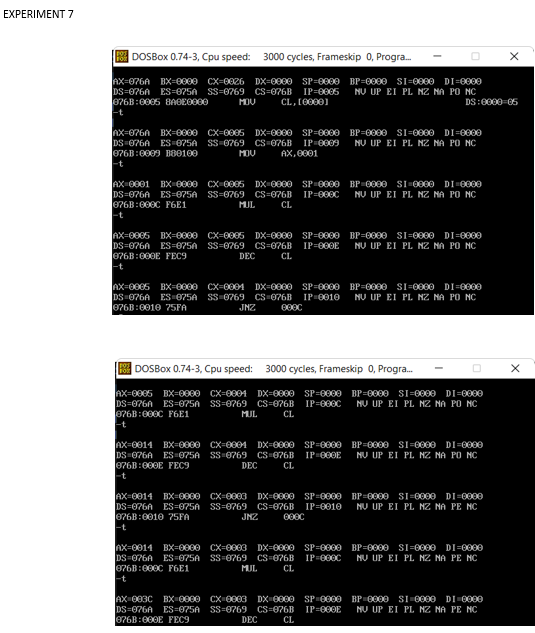 EXPERIMENT 7
DOSBox 0.74-3, Cpu speed: 3000 cycles, Frameskip 0, Progra...
AX=076A BX=0000 CX=0026 DX=0000 SP=0000 BP=0000 SI=0000 DI=0000
DS=076A ES=075A SS=0769 CS=076B IP=0005 NV UP EI PL NZ NA PO NC
076B:0005 8A0E0000 MOV CL,[0000] DS:0000=05
-t
AX=076A BX=0000 CX=0005 DX=0000 SP=0000 BP=0000 SI=0000 DI=0000
DS=076A ES=075A SS=0769 CS=076B IP=0009 NV UP EI PL NZ NA PO NC
076B:0009 B80100 MOV AX,0001
-t
AX=0001 BX=0000 CX=0005 DX=0000 SP=0000 BP=0000 SI=0000 DI=0000
DS=076A ES=075A SS=0769 CS=076B IP=000C NV UP EI PL NZ NA PO NC
076B:000C F6E1 MUL CL
-t
AX=0005 BX=0000 CX=0005 DX=0000 SP=0000 BP=0000 SI=0000 DI=0000
DS=076A ES=075A SS=0769 CS=076B IP=000E NV UP EI PL NZ NA PO NC
076B:000E FEC9 DEC CL
-t
AX=0005 BX=0000 CX=0004 DX=0000 SP=0000 BP=0000 SI=0000 DI=0000
DS=076A ES=075A SS=0769 CS=076B IP=0010 NV UP EI PL NZ NA PO NC
076B:0010 75FA JNZ 000C
DOSBox 0.74-3, Cpu speed: 3000 cycles, Frameskip 0, Progra...
AX=0005 BX=0000 CX=0004 DX=0000 SP=0000 BP=0000 SI=0000 DI=0000
DS=076A ES=075A SS=0769 CS=076B IP=000C NV UP EI PL NZ NA PO NC
076B:000C F6E1 MUL CL
-t
AX=0014 BX=0000 CX=0004 DX=0000 SP=0000 BP=0000 SI=0000 DI=0000
DS=076A ES=075A SS=0769 CS=076B IP=000E NV UP EI PL NZ NA PO NC
076B:000E FEC9 DEC CL
-t
AX=0014 BX=0000 CX=0003 DX=0000 SP=0000 BP=0000 SI=0000 DI=0000
DS=076A ES=075A SS=0769 CS=076B IP=0010 NV UP EI PL NZ NA PE NC
076B:0010 75FA JNZ 000C
-t
AX=0014 BX=0000 CX=0003 DX=0000 SP=0000 BP=0000 SI=0000 DI=0000
DS=076A ES=075A SS=0769 CS=076B IP=000C NV UP EI PL NZ NA PE NC
076B:000C F6E1 MUL CL
-t
AX=003C BX=0000 CX=0003 DX=0000 SP=0000 BP=0000 SI=0000 DI=0000
DS=076A ES=075A SS=0769 CS=076B IP=000E NV UP EI PL NZ NA PE NC
076B:000E FEC9 DEC CL